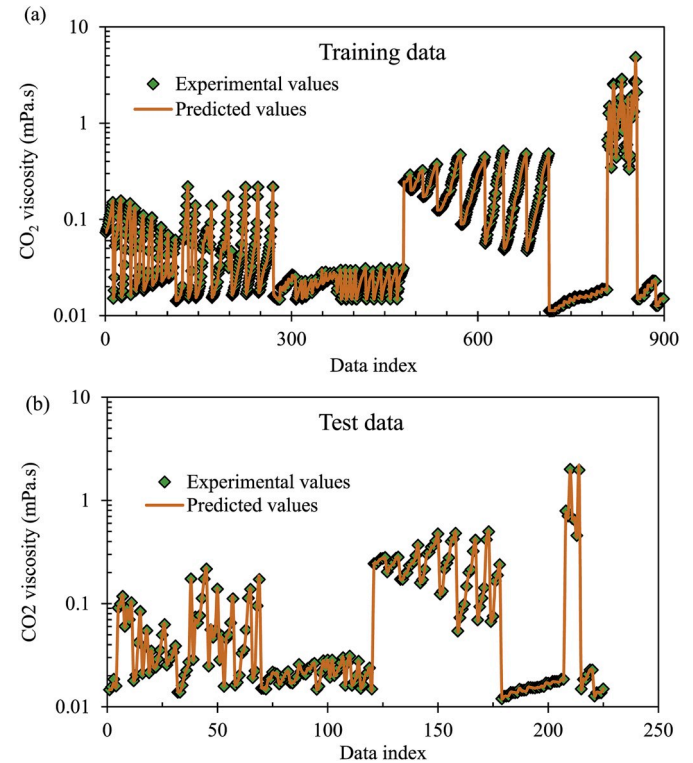 (a)
10
Training data
Experimental values
Predicted values
1
0.1
0.01
CO₂ viscosity (mPa.s)
0
300
600
900
Data index
(b)
10
Test data
Experimental values
Predicted values
1
0.1
0.01
CO2 viscosity (mPa.s)
0
50
100
150
200
250
Data index